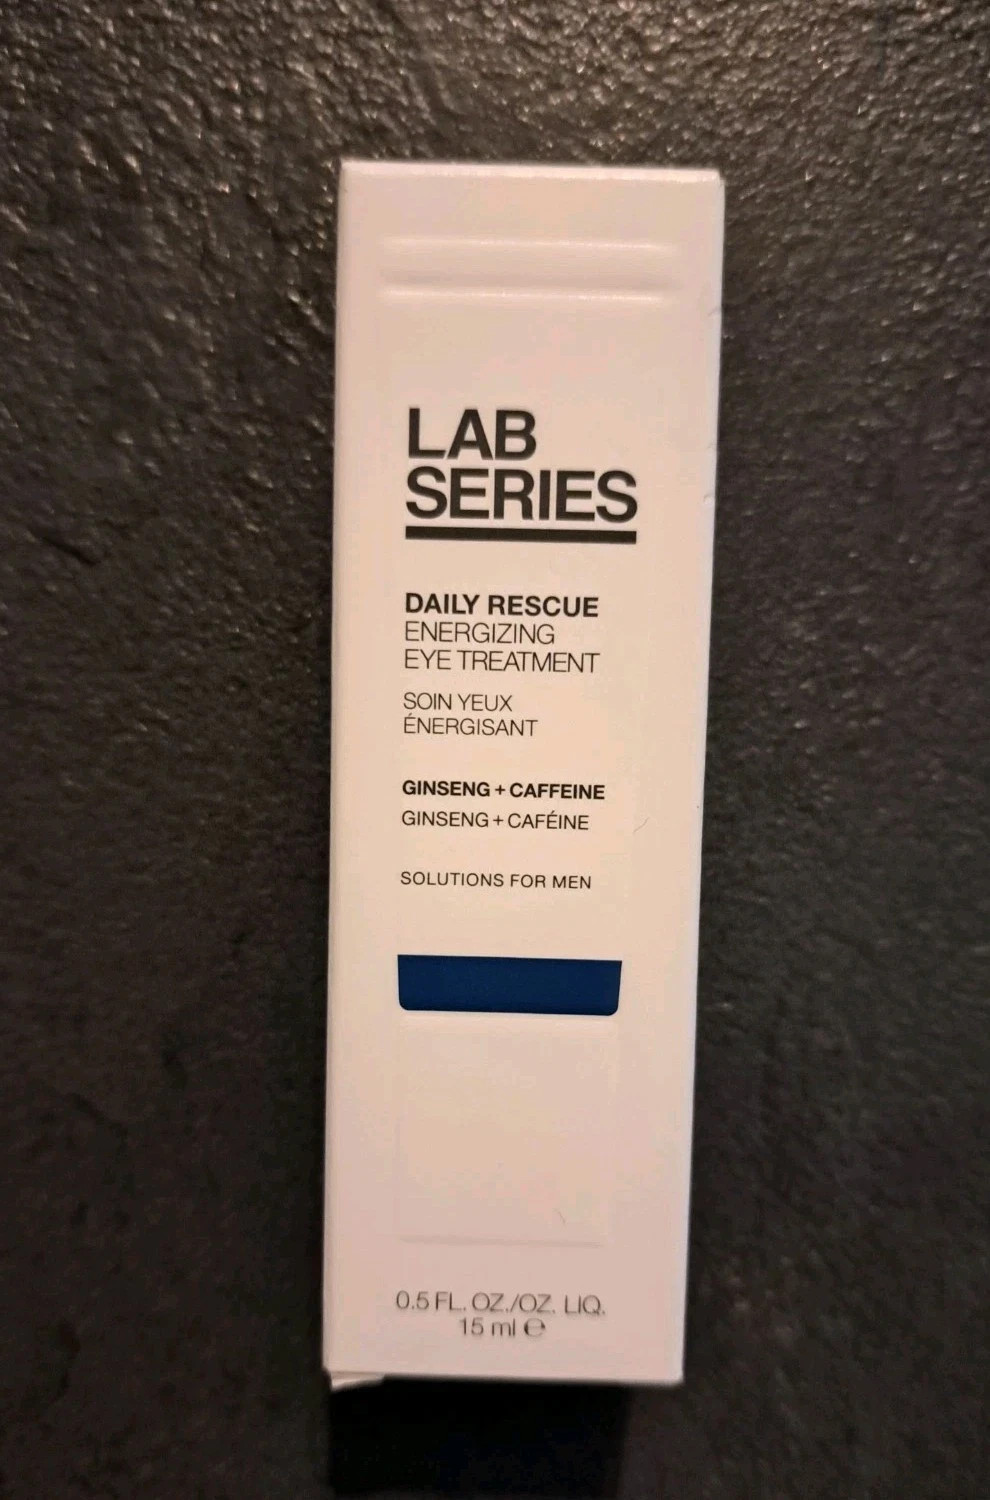 LAB
SERIES
DAILY RESCUE
ENERGIZING
EYE TREATMENT
SOIN YEUX
ÉNERGISANT
GINSENG + CAFFEINE
GINSENG + CAFÉINE
SOLUTIONS FOR MEN
0.5 FL. OZ./OZ. LIQ.
15 ml ℮